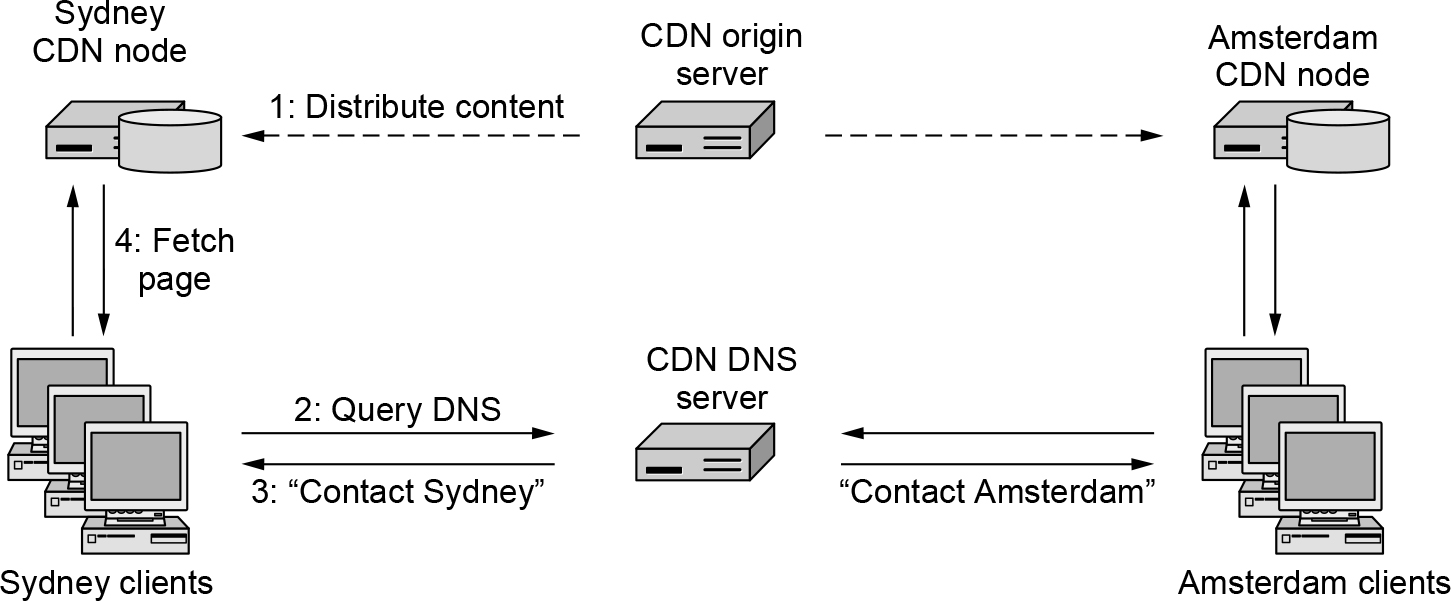 Sydney
CDN node
CDN origin
server
Amsterdam
CDN node
1: Distribute content
4: Fetch
page
CDN DNS
server
2: Query DNS
3: “Contact Sydney”
“Contact Amsterdam”
Sydney clients
Amsterdam clients